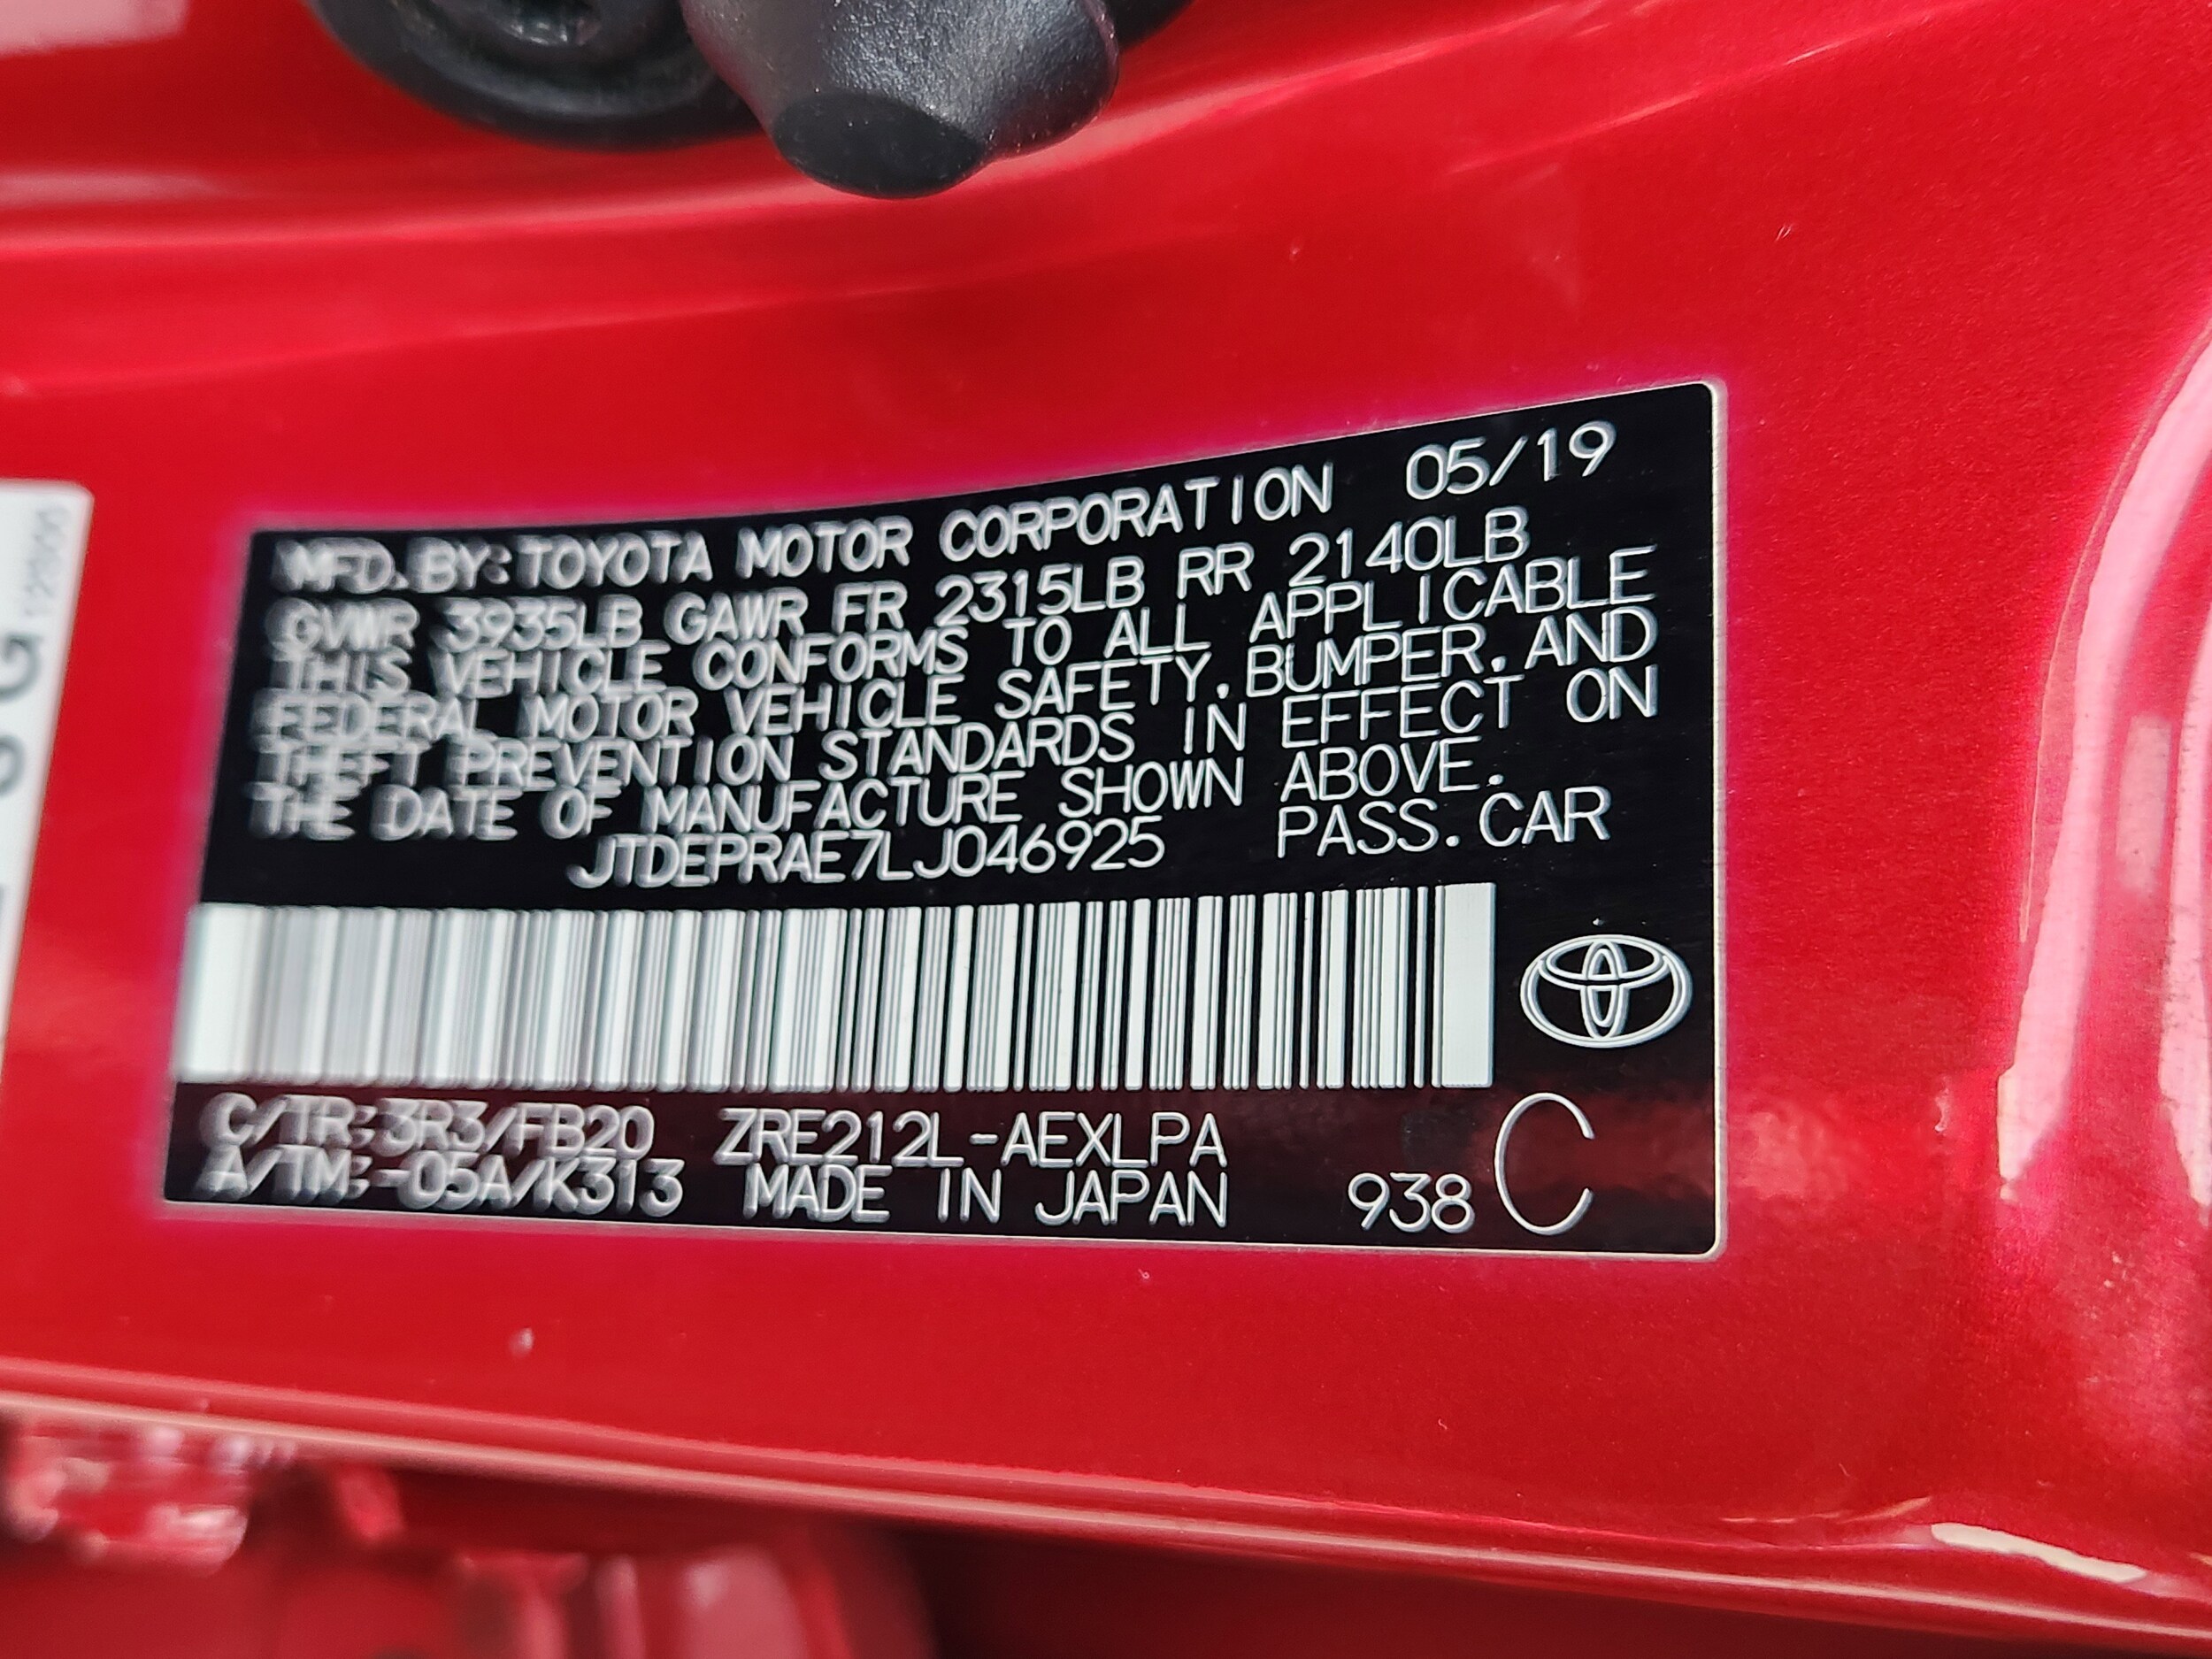 MFD. BY: TOYOTA MOTOR CORPORATION 05/19
GVWR 3935LB GAWR FR 2315LB RR 2140LB
THIS VEHICLE CONFORMS TO ALL APPLICABLE
FEDERAL MOTOR VEHICLE SAFETY, BUMPER, AND
THEFT PREVENTION STANDARDS IN EFFECT ON
THE DATE OF MANUFACTURE SHOWN ABOVE.
JTDEPRAE7LJ046925 PASS. CAR
C/TR:3R3/FB20 ZRE212L-AEXLPA
A/TM:-05A/K313 MADE IN JAPAN 938 C